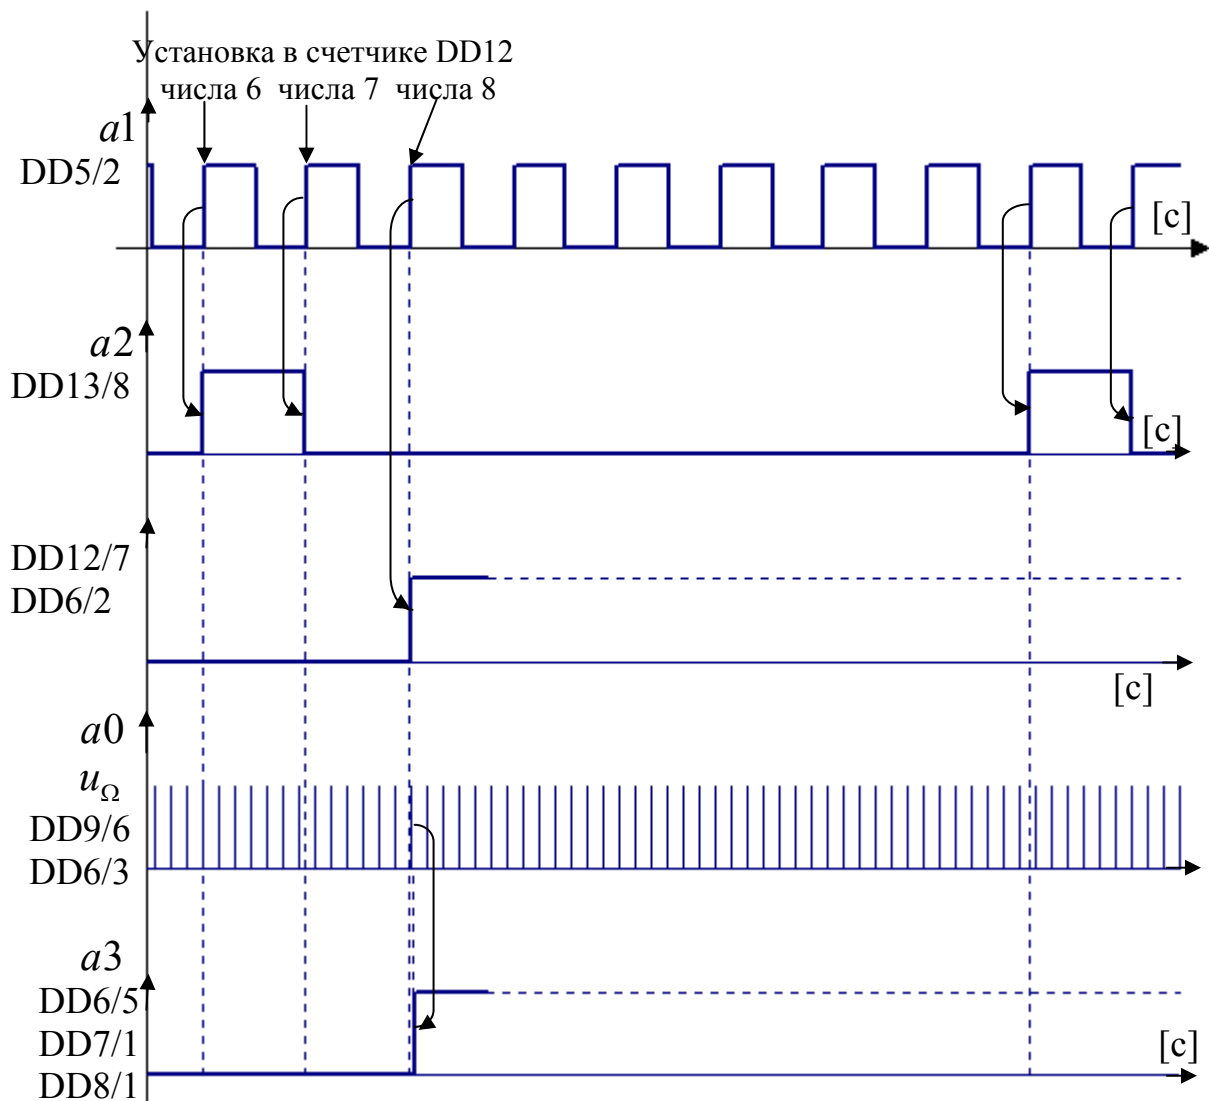 Установка в счетчике DD12
числа 6 числа 7 числа 8
a1
DD5/2
[c]
a2
DD13/8
[c]
DD12/7
DD6/2
[c]
a0
uΩ
DD9/6
DD6/3
a3
DD6/5
DD7/1
[c]
DD8/1